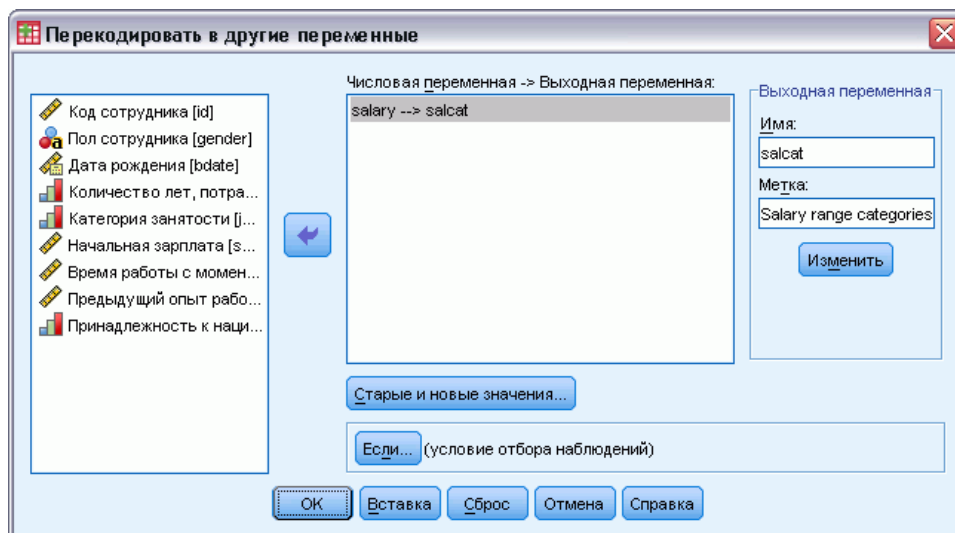 Перекодировать в другие переменные
Числовая переменная -> Выходная переменная:
Код сотрудника [id]
Пол сотрудника [gender]
Дата рождения [bdate]
Количество лет, потра...
Категория занятости [j...
Начальная зарплата [s...
Время работы с момен...
Предыдущий опыт рабо...
Принадлежность к наци...
salary --> salcat
Выходная переменная
Имя:
salcat
Метка:
Salary range categories
Изменить
Старые и новые значения...
Если... (условие отбора наблюдений)
OK Вставка Сброс Отмена Справка